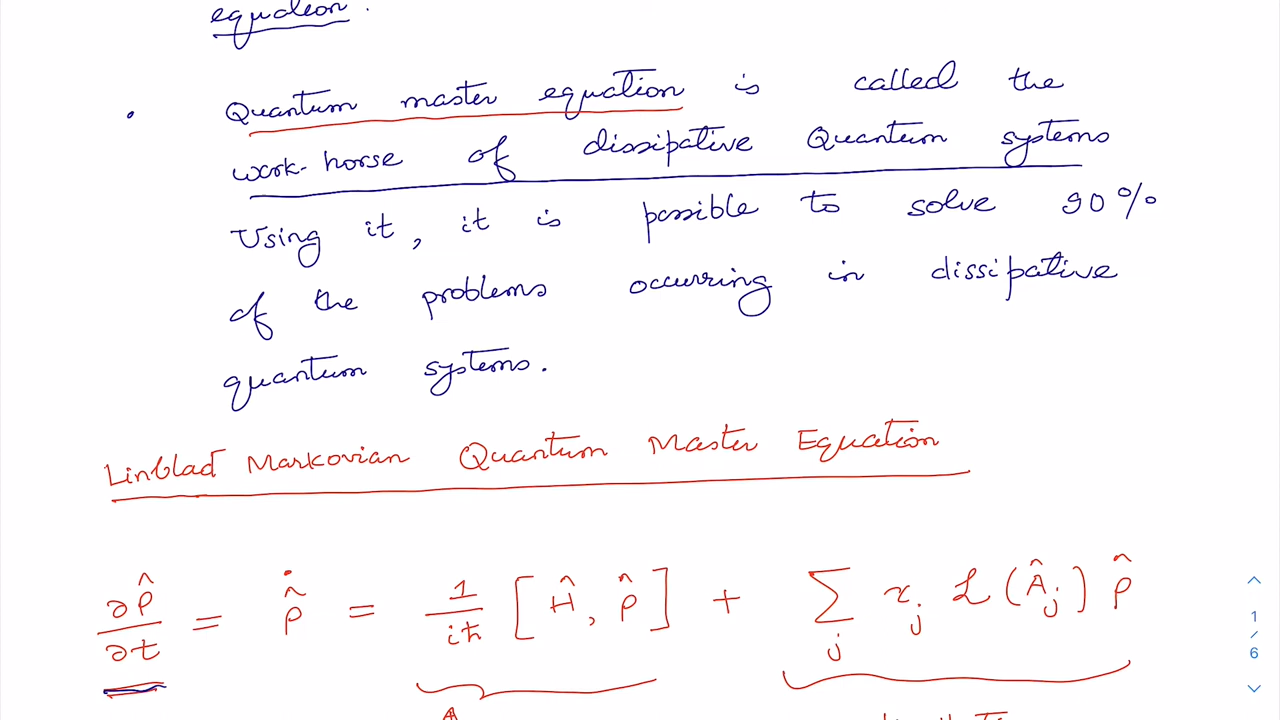 equation.
• Quantum master equation is called the
work-horse of dissipative Quantum systems
Using it, it is possible to solve 90%
of the problems occurring in dissipative
quantum systems.
Linblad Markovian Quantum Master Equation
∂ρ̂/∂t = ρ̂̇ = 1/iħ [Ĥ, ρ̂] + ∑_j x_j ℒ(Â_j) ρ̂
1
/
6